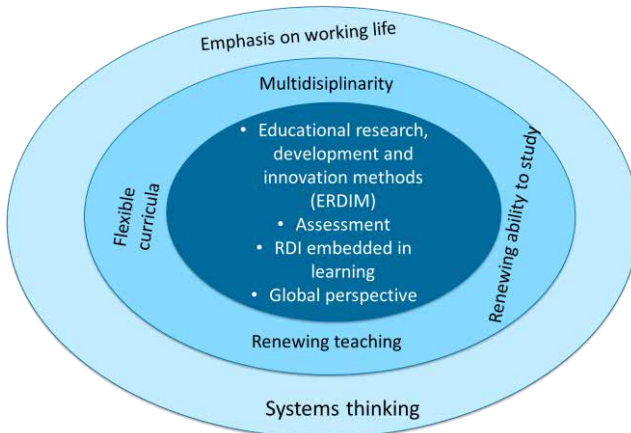 Emphasis on working life
Multidisiplinarity
• Educational research,
development and
innovation methods
(ERDIM)
• Assessment
• RDI embedded in
learning
• Global perspective
Flexible
curricula
Renewing ability to study
Renewing teaching
Systems thinking